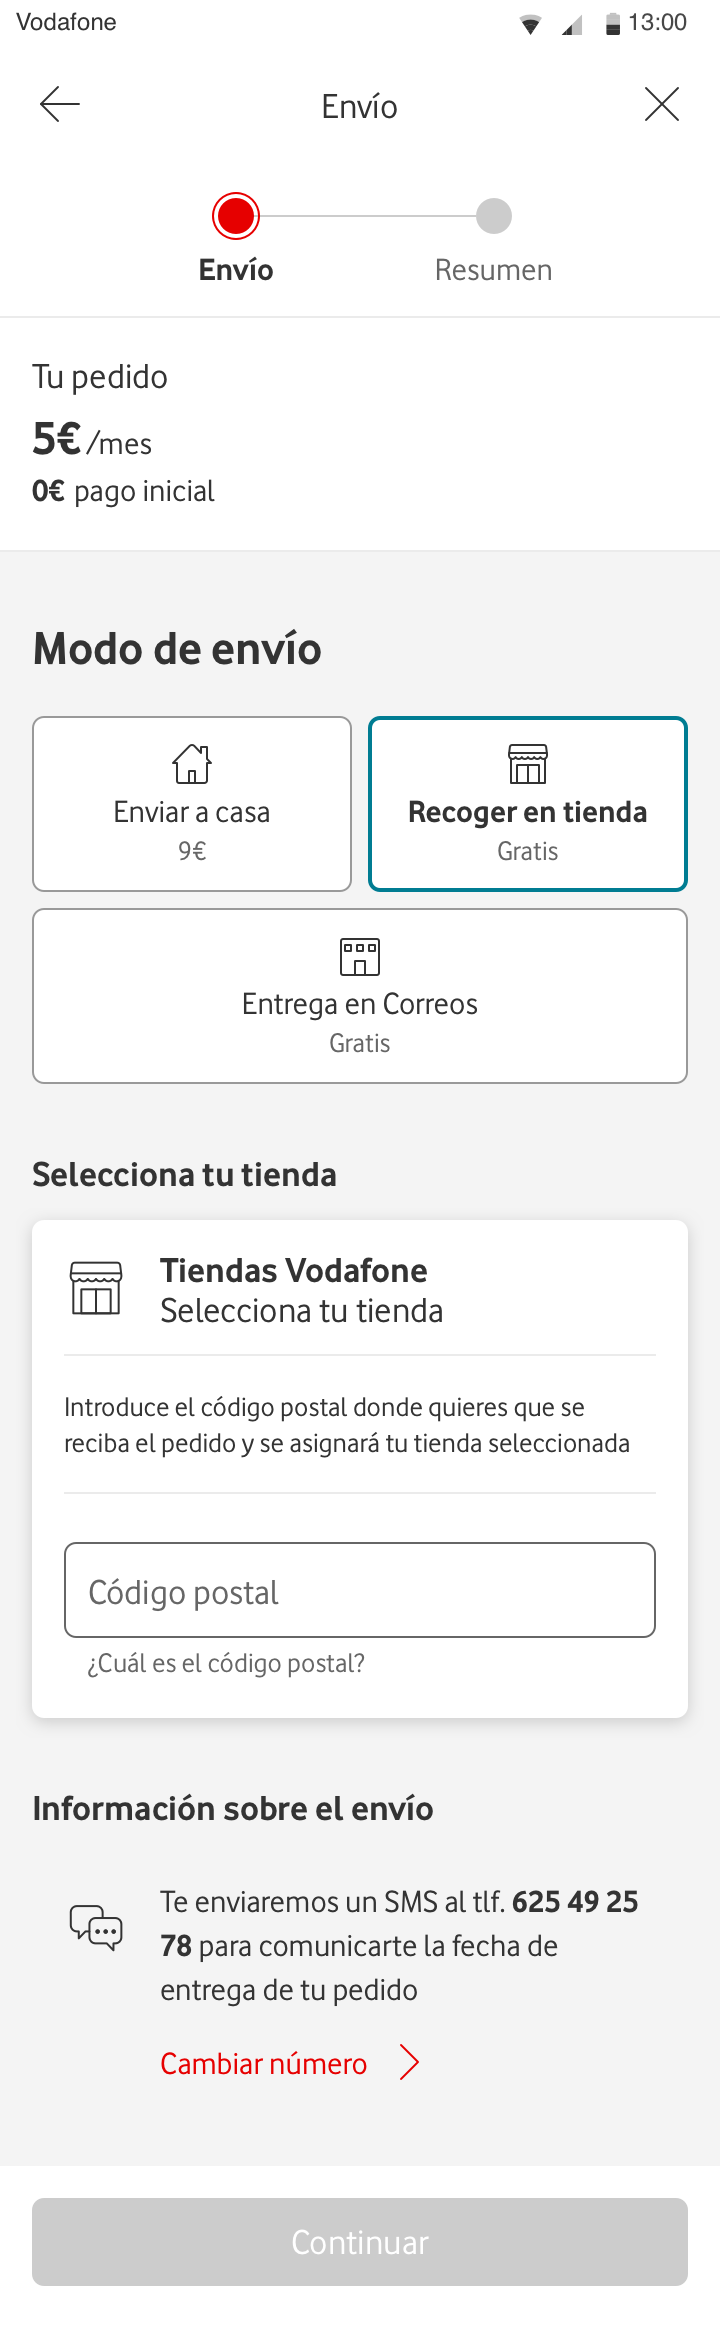 Vodafone
13:00
Envío
Envío
Resumen
Tu pedido
5€/mes
0€ pago inicial
Modo de envío
Enviar a casa
9€
Recoger en tienda
Gratis
Entrega en Correos
Gratis
Selecciona tu tienda
Tiendas Vodafone
Selecciona tu tienda
Introduce el código postal donde quieres que se
reciba el pedido y se asignará tu tienda seleccionada
Código postal
¿Cuál es el código postal?
Información sobre el envío
Te enviaremos un SMS al tlf. 625 49 25
78 para comunicarte la fecha de
entrega de tu pedido
Cambiar número
Continuar